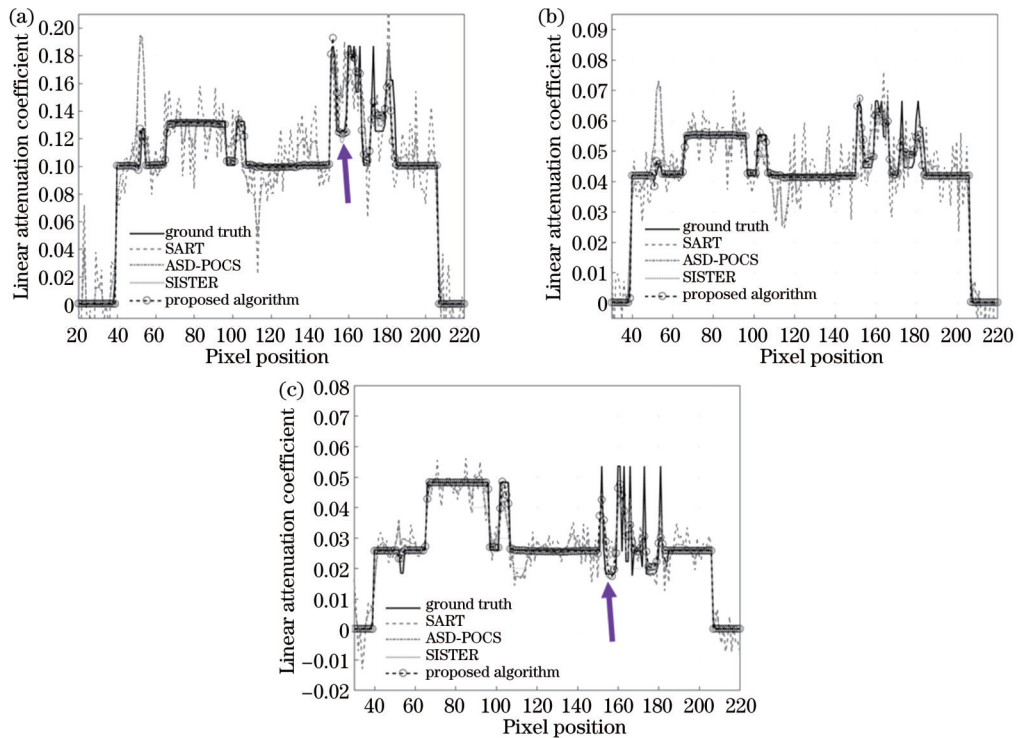 (a)
Linear attenuation coefficient
0.20
0.18
0.16
0.14
0.12
0.10
0.08
0.06
0.04
0.02
0
ground truth
SART
ASD-POCS
SISTER
proposed algorithm
20 40 60 80 100 120 140 160 180 200 220
Pixel position
(b)
Linear attenuation coefficient
0.09
0.08
0.07
0.06
0.05
0.04
0.03
0.02
0.01
0
ground truth
SART
ASD-POCS
SISTER
proposed algorithm
40 60 80 100 120 140 160 180 200 220
Pixel position
(c)
Linear attenuation coefficient
0.08
0.07
0.06
0.05
0.04
0.03
0.02
0.01
0
−0.01
−0.02
ground truth
SART
ASD-POCS
SISTER
proposed algorithm
40 60 80 100 120 140 160 180 200 220
Pixel position